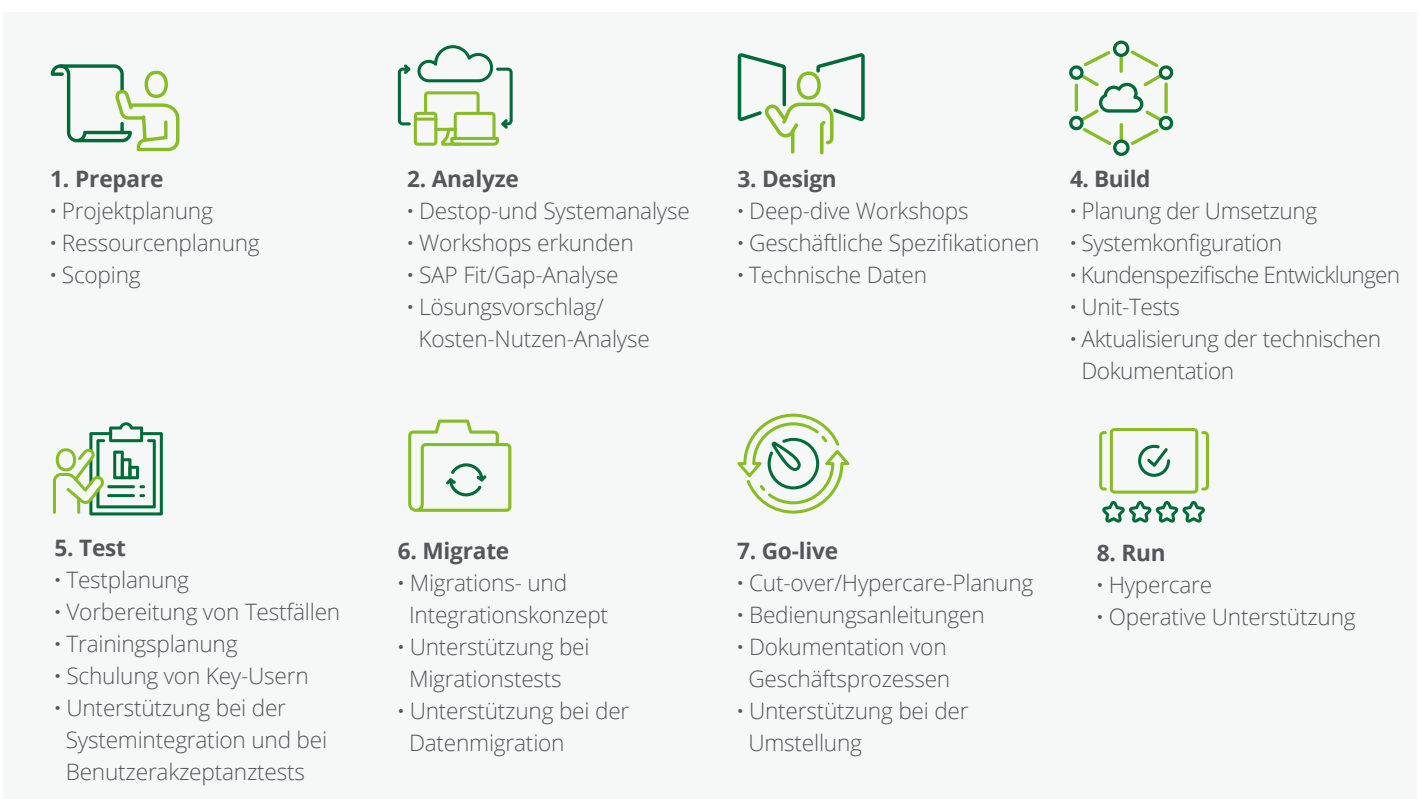 1. Prepare
• Projektplanung
• Ressourcenplanung
• Scoping
2. Analyze
• Destop-und Systemanalyse
• Workshops erkunden
• SAP Fit/Gap-Analyse
• Lösungsvorschlag/
Kosten-Nutzen-Analyse
3. Design
• Deep-dive Workshops
• Geschäftliche Spezifikationen
• Technische Daten
4. Build
• Planung der Umsetzung
• Systemkonfiguration
• Kundenspezifische Entwicklungen
• Unit-Tests
• Aktualisierung der technischen
Dokumentation
5. Test
• Testplanung
• Vorbereitung von Testfällen
• Trainingsplanung
• Schulung von Key-Usern
• Unterstützung bei der
Systemintegration und bei
Benutzerakzeptanztests
6. Migrate
• Migrations- und
Integrationskonzept
• Unterstützung bei
Migrationstests
• Unterstützung bei der
Datenmigration
7. Go-live
• Cut-over/Hypercare-Planung
• Bedienungsanleitungen
• Dokumentation von
Geschäftsprozessen
• Unterstützung bei der
Umstellung
8. Run
• Hypercare
• Operative Unterstützung